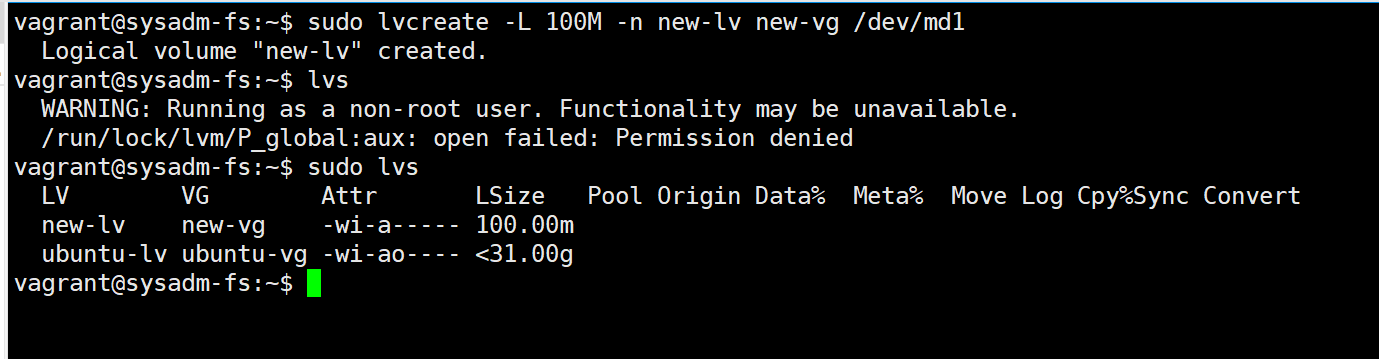 vagrant@sysadm-fs:~$ sudo lvcreate -L 100M -n new-lv new-vg /dev/md1
  Logical volume "new-lv" created.
vagrant@sysadm-fs:~$ lvs
  WARNING: Running as a non-root user. Functionality may be unavailable.
  /run/lock/lvm/P_global:aux: open failed: Permission denied
vagrant@sysadm-fs:~$ sudo lvs
  LV        VG        Attr       LSize   Pool Origin Data%  Meta%  Move Log Cpy%Sync Convert
  new-lv    new-vg    -wi-a----- 100.00m
  ubuntu-lv ubuntu-vg -wi-ao---- <31.00g
vagrant@sysadm-fs:~$